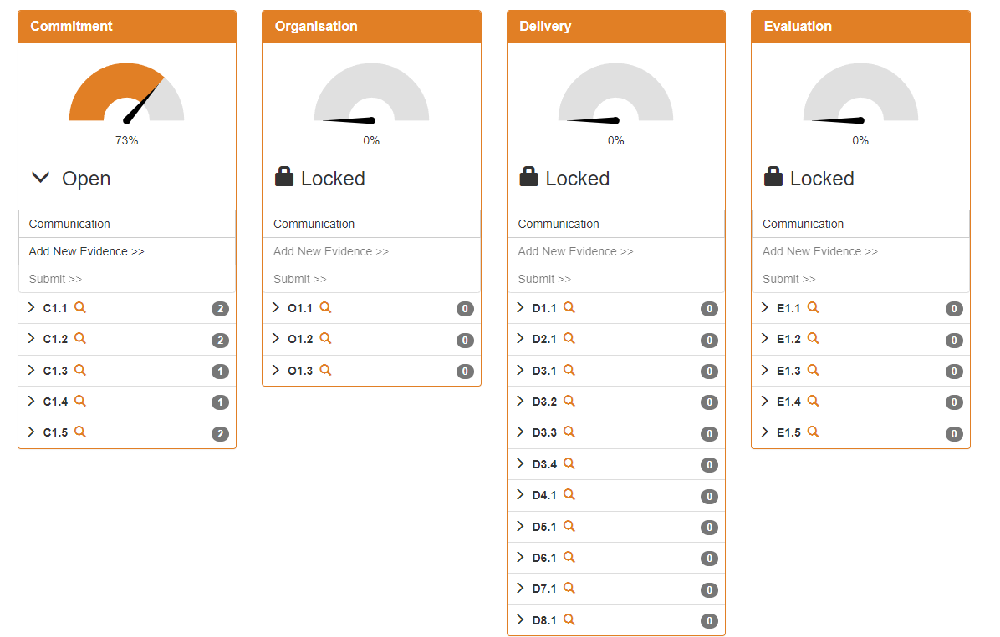 Commitment
73%
Open
Communication
Add New Evidence >>
Submit >>
C1.1 2
C1.2 2
C1.3 1
C1.4 1
C1.5 2
Organisation
0%
Locked
Communication
Add New Evidence >>
Submit >>
O1.1 0
O1.2 0
O1.3 0
Delivery
0%
Locked
Communication
Add New Evidence >>
Submit >>
D1.1 0
D2.1 0
D3.1 0
D3.2 0
D3.3 0
D3.4 0
D4.1 0
D5.1 0
D6.1 0
D7.1 0
D8.1 0
Evaluation
0%
Locked
Communication
Add New Evidence >>
Submit >>
E1.1 0
E1.2 0
E1.3 0
E1.4 0
E1.5 0